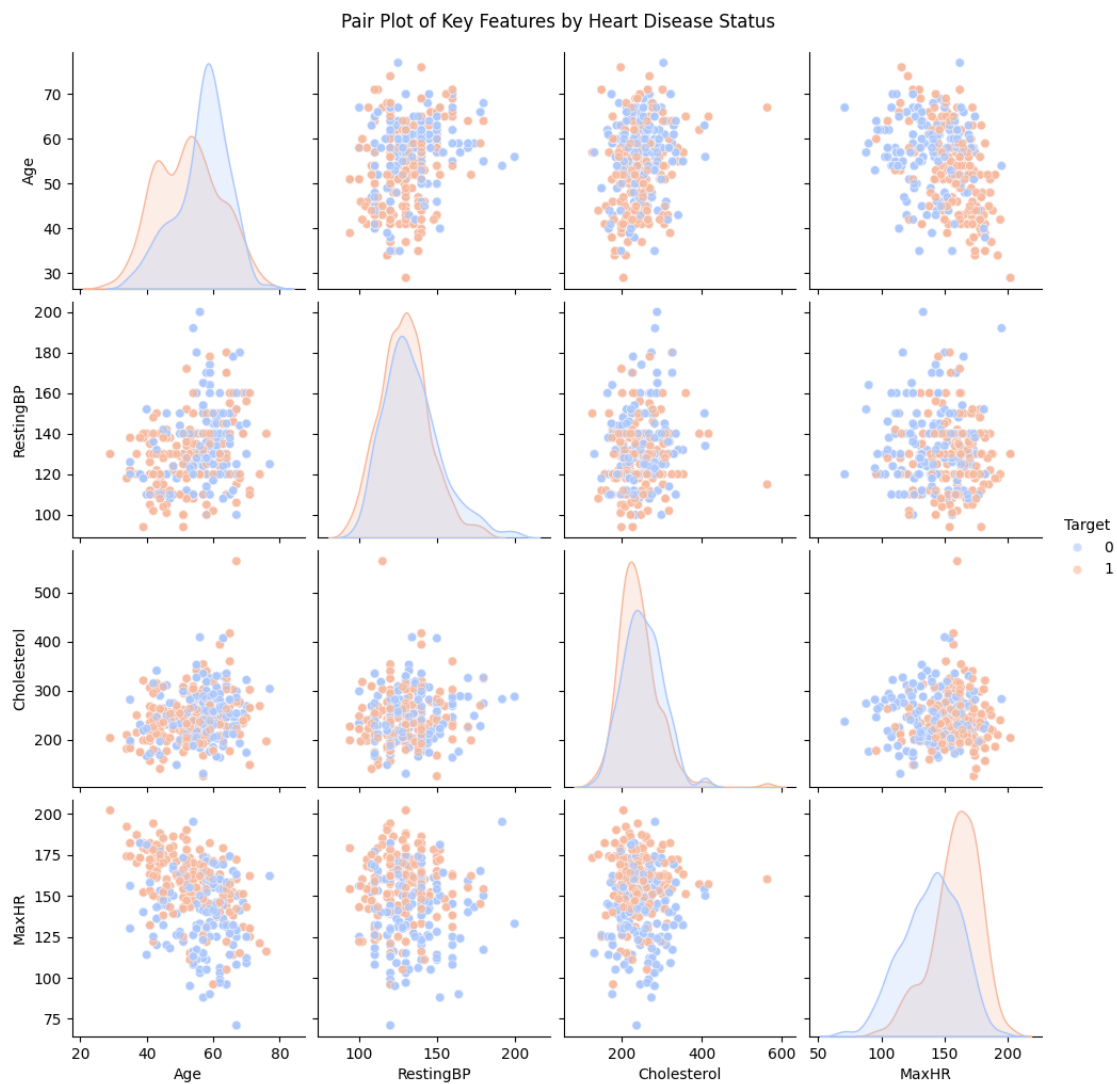 Pair Plot of Key Features by Heart Disease Status
Age
70
60
50
40
30
RestingBP
200
180
160
140
120
100
Target
0
1
Cholesterol
500
400
300
200
MaxHR
200
175
150
125
100
75
20 40 60 80 100 150 200 200 400 600 50 100 150 200
Age RestingBP Cholesterol MaxHR